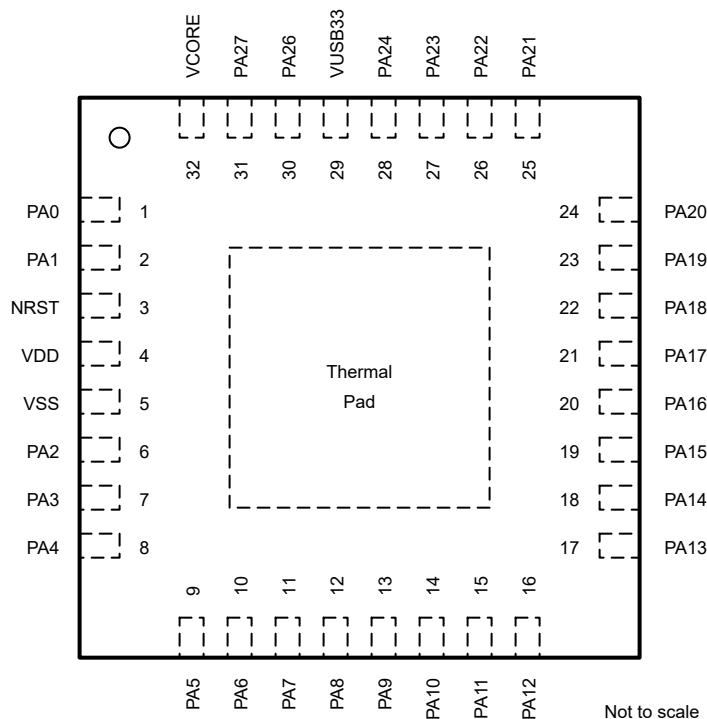 VCORE
PA27
PA26
VUSB33
PA24
PA23
PA22
PA21
32
31
30
29
28
27
26
25
PA0 1
PA1 2
NRST 3
VDD 4
VSS 5
PA2 6
PA3 7
PA4 8
24 PA20
23 PA19
22 PA18
21 PA17
20 PA16
19 PA15
18 PA14
17 PA13
Thermal
Pad
9
10
11
12
13
14
15
16
PA5
PA6
PA7
PA8
PA9
PA10
PA11
PA12
Not to scale